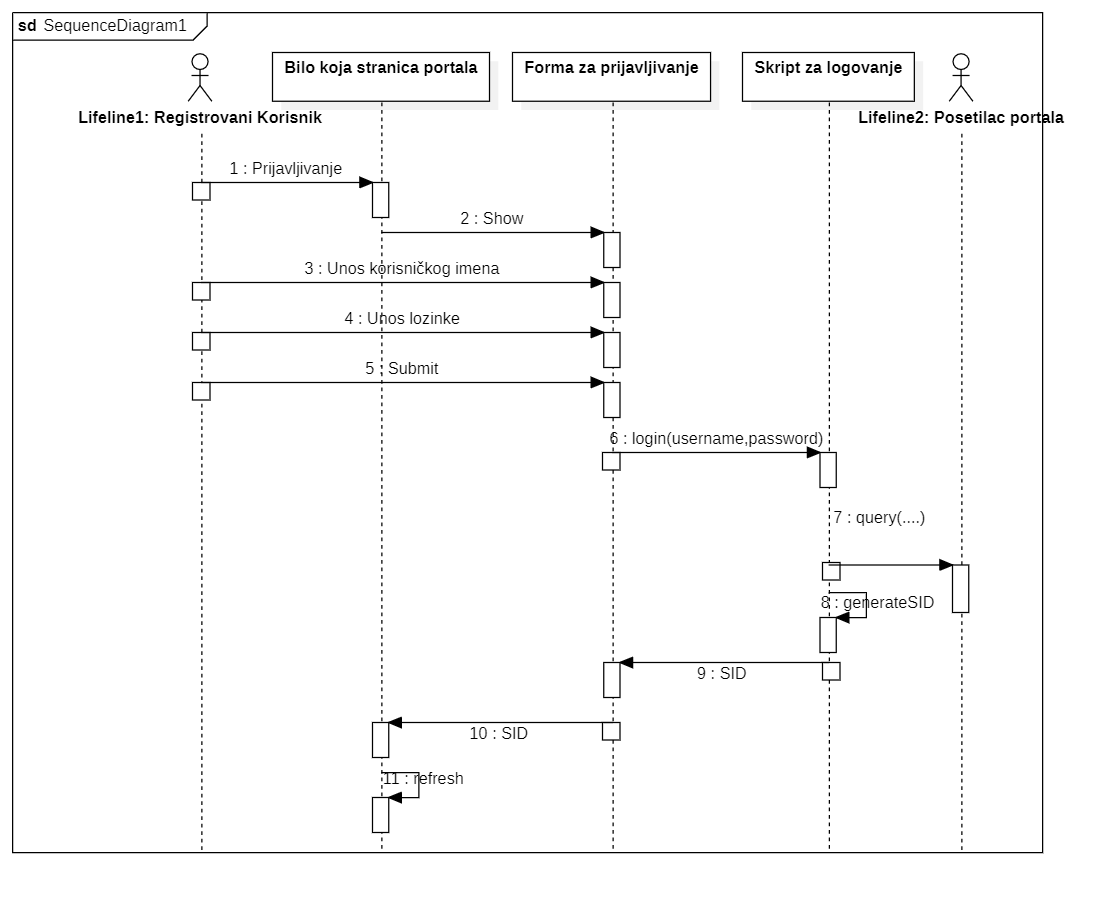 sd SequenceDiagram1
Bilo koja stranica portala
Forma za prijavljivanje
Skript za logovanje
Lifeline1: Registrovani Korisnik
Lifeline2: Posetilac portala
1 : Prijavljivanje
2 : Show
3 : Unos korisničkog imena
4 : Unos lozinke
5 : Submit
6 : login(username,password)
7 : query(....)
8 : generateSID
9 : SID
10 : SID
11 : refresh